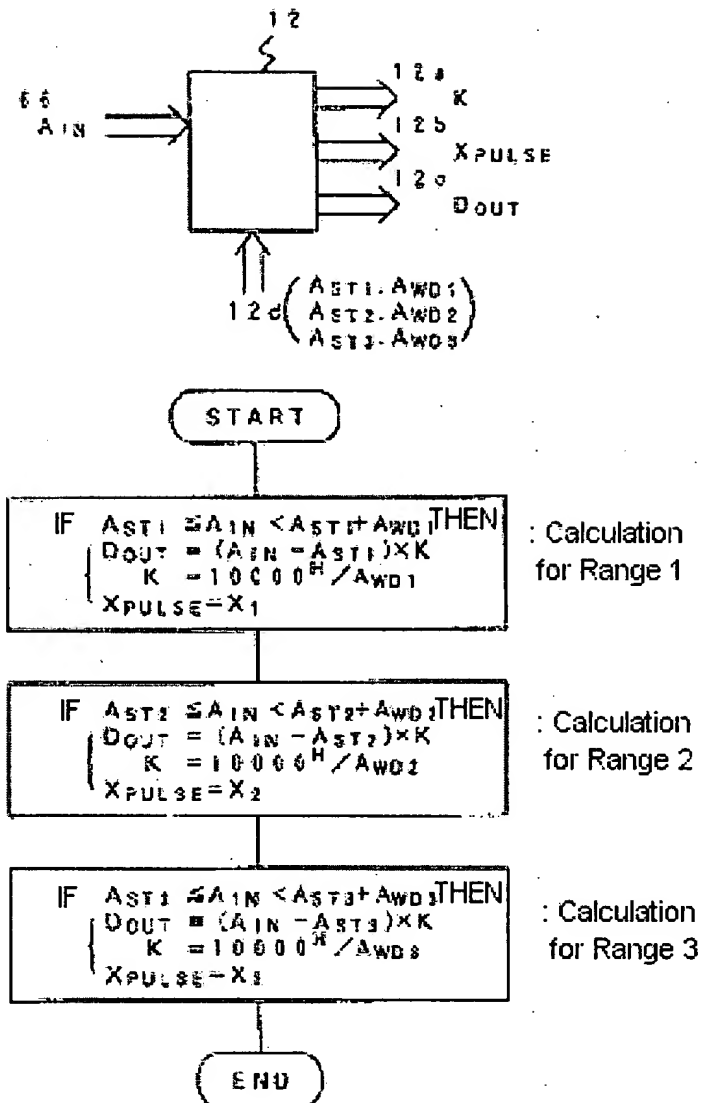 12
66
AIN
12a
K
12b
XPULSE
12c
DOUT
12d ( AST1. AWD1
AST2. AWD2
AST3. AWD3 )
START
IF AST1 ≦AIN <AST1+AWD1 THEN
DOUT = (AIN −AST1)×K
K =10000H/AWD1
XPULSE=X1
: Calculation
for Range 1
IF AST2 ≦AIN <AST2+AWD2 THEN
DOUT = (AIN −AST2)×K
K =10000H/AWD2
XPULSE=X2
: Calculation
for Range 2
IF AST3 ≦AIN <AST3+AWD3 THEN
DOUT = (AIN −AST3)×K
K =10000H/AWD3
XPULSE=X3
: Calculation
for Range 3
END